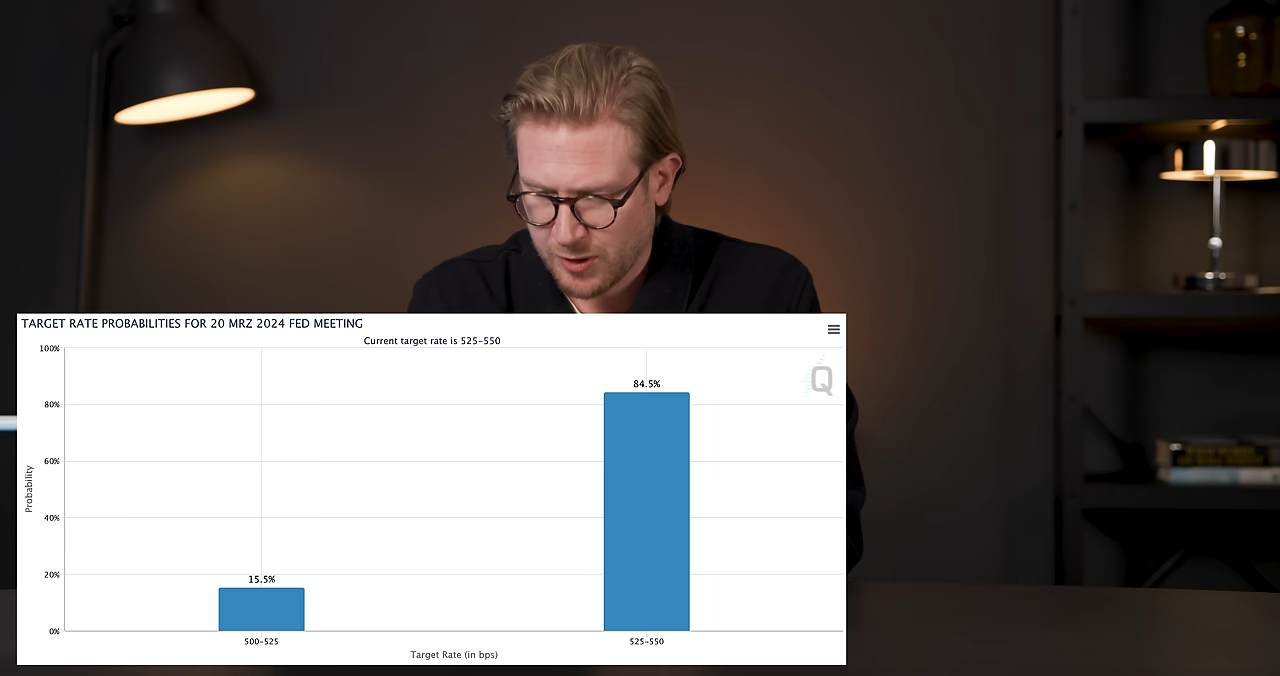 TARGET RATE PROBABILITIES FOR 20 MRZ 2024 FED MEETING
Current target rate is 525-550
100%
80%
60%
40%
20%
0%
Probability
Q
84.5%
15.5%
500-525
525-550
Target Rate (in bps)